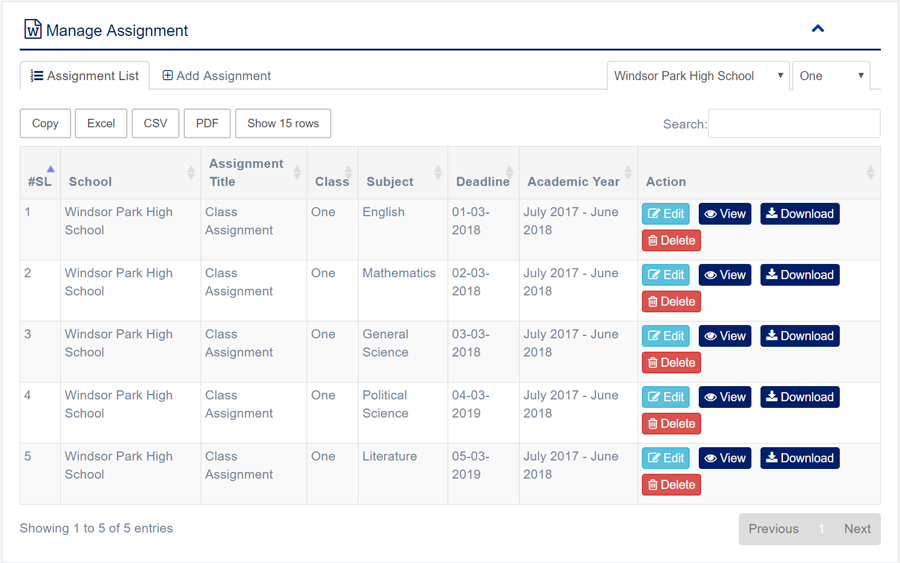 Manage Assignment
Assignment List Add Assignment Windsor Park High School One
Copy Excel CSV PDF Show 15 rows Search:
#SL School Assignment Title Class Subject Deadline Academic Year Action
1 Windsor Park High School Class Assignment One English 01-03-2018 July 2017 - June 2018 Edit View Download Delete
2 Windsor Park High School Class Assignment One Mathematics 02-03-2018 July 2017 - June 2018 Edit View Download Delete
3 Windsor Park High School Class Assignment One General Science 03-03-2018 July 2017 - June 2018 Edit View Download Delete
4 Windsor Park High School Class Assignment One Political Science 04-03-2019 July 2017 - June 2018 Edit View Download Delete
5 Windsor Park High School Class Assignment One Literature 05-03-2019 July 2017 - June 2018 Edit View Download Delete
Showing 1 to 5 of 5 entries Previous 1 Next